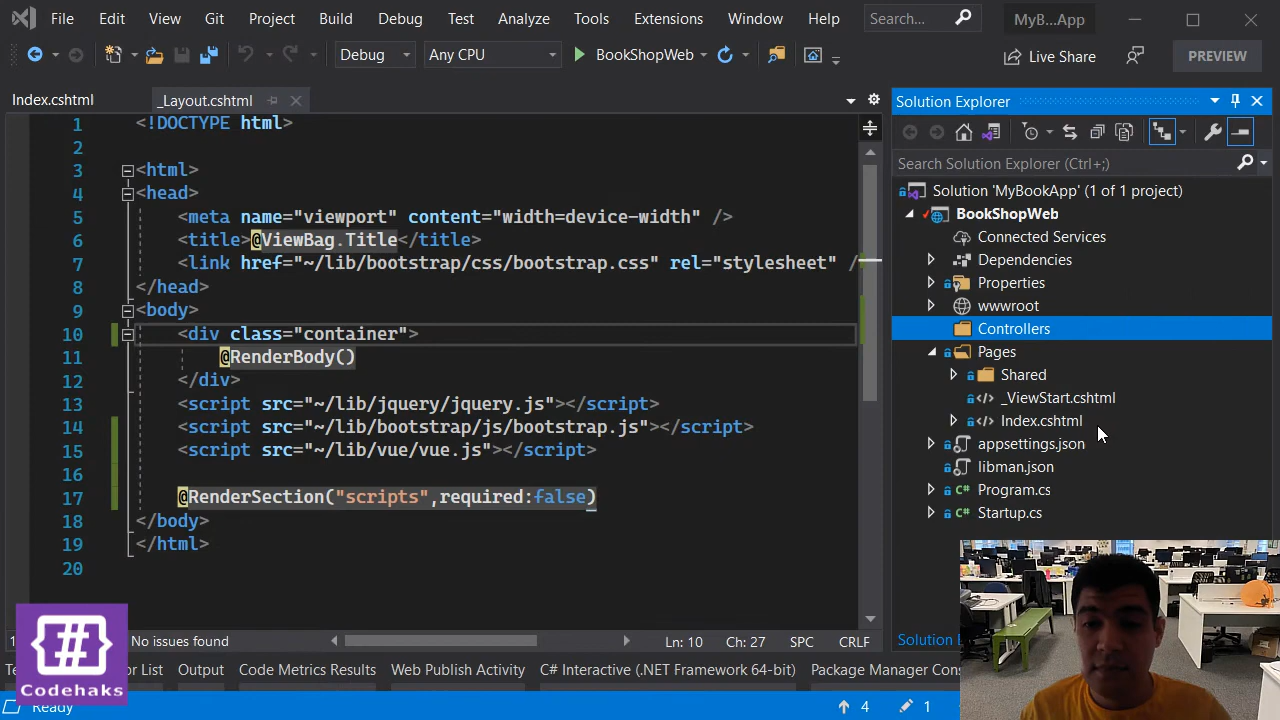 File Edit View Git Project Build Debug Test Analyze Tools Extensions Window Help Search... MyB...App
Debug Any CPU BookShopWeb Live Share PREVIEW
Index.cshtml _Layout.cshtml
1 <!DOCTYPE html>
2
3 <html>
4 <head>
5 <meta name="viewport" content="width=device-width" />
6 <title>@ViewBag.Title</title>
7 <link href="~/lib/bootstrap/css/bootstrap.css" rel="stylesheet" /
8 </head>
9 <body>
10 <div class="container">
11 @RenderBody()
12 </div>
13 <script src="~/lib/jquery/jquery.js"></script>
14 <script src="~/lib/bootstrap/js/bootstrap.js"></script>
15 <script src="~/lib/vue/vue.js"></script>
16
17 @RenderSection("scripts",required:false)
18 </body>
19 </html>
20
Solution Explorer
Search Solution Explorer (Ctrl+;)
Solution 'MyBookApp' (1 of 1 project)
BookShopWeb
Connected Services
Dependencies
Properties
wwwroot
Controllers
Pages
Shared
_ViewStart.cshtml
Index.cshtml
appsettings.json
libman.json
Program.cs
Startup.cs
Solution E
No issues found Ln: 10 Ch: 27 SPC CRLF
or List Output Code Metrics Results Web Publish Activity C# Interactive (.NET Framework 64-bit) Package Manager Con
Ready 4 1
{#}
Codehaks